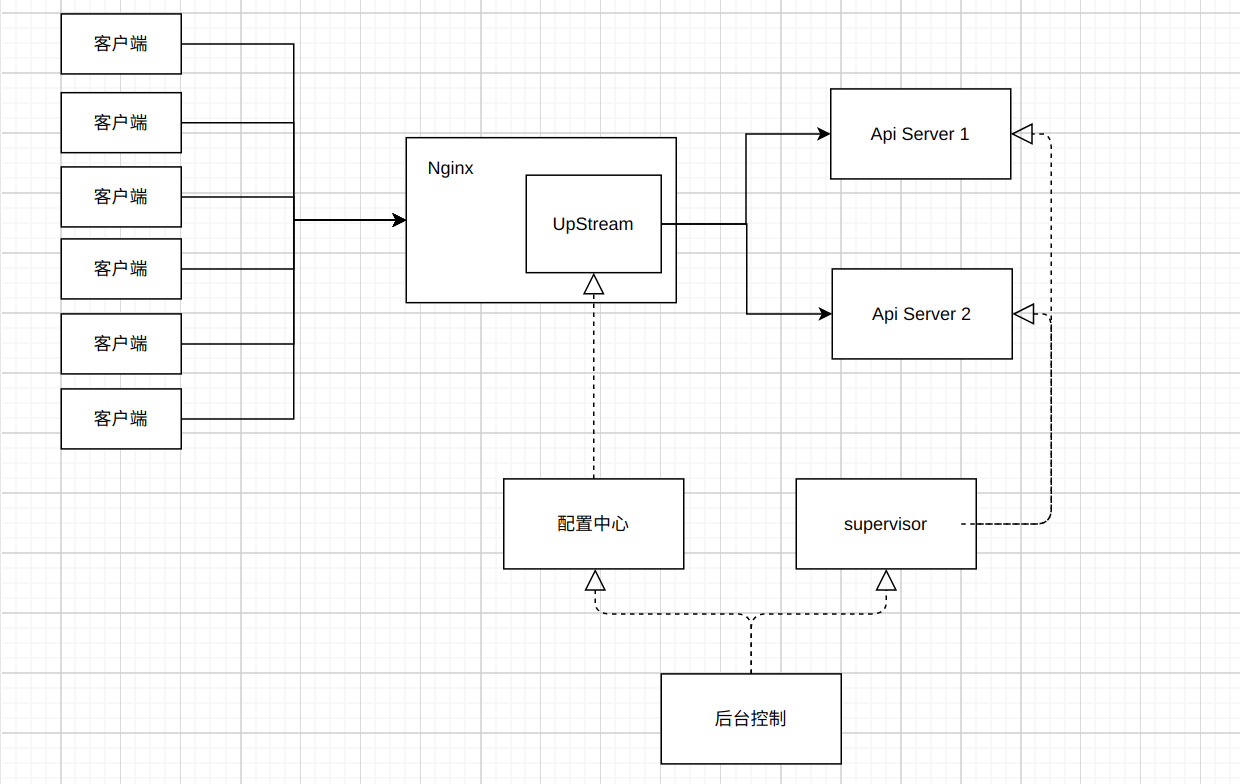 客户端
客户端
客户端
客户端
客户端
客户端
Nginx
UpStream
Api Server 1
Api Server 2
配置中心
supervisor
后台控制